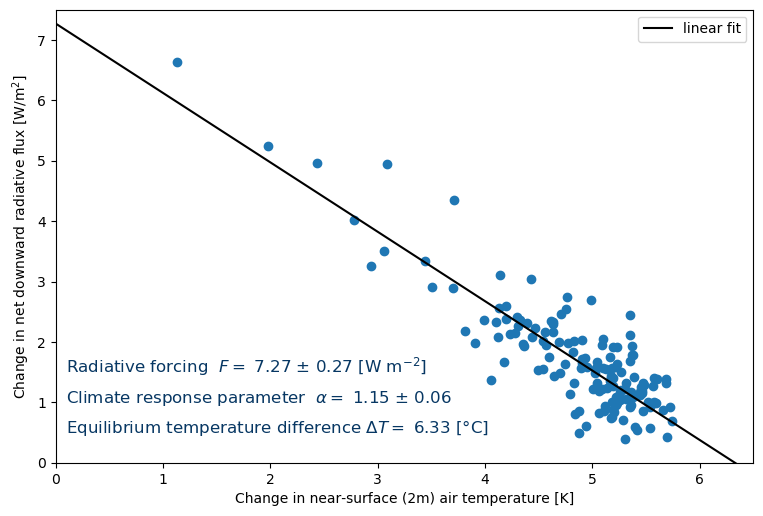 linear fit
Change in net downward radiative flux [W/m²]
7
6
5
4
3
2
1
0
Radiative forcing F = 7.27 ± 0.27 [W m⁻²]
Climate response parameter α = 1.15 ± 0.06
Equilibrium temperature difference ΔT = 6.33 [°C]
0 1 2 3 4 5 6
Change in near-surface (2m) air temperature [K]